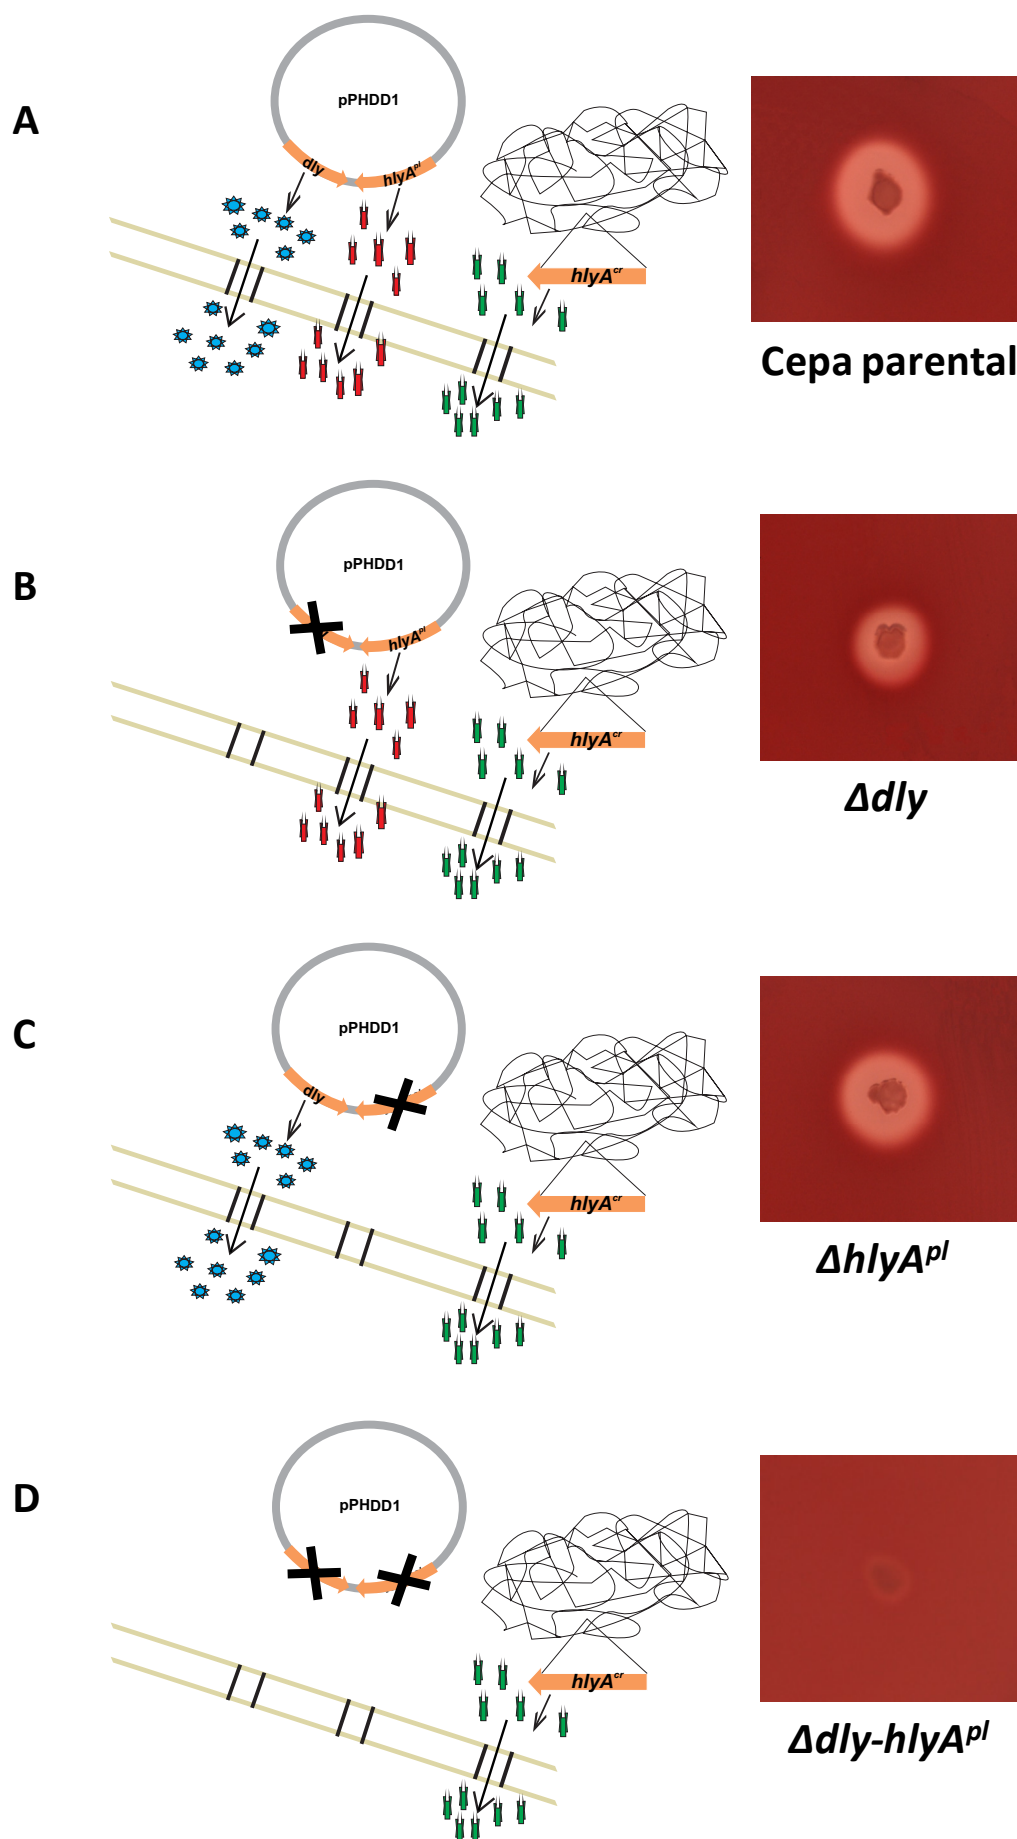 A
pPHDD1
dly
hlyA^pl
hlyA^cr
Cepa parental
B
pPHDD1
hlyA^pl
hlyA^cr
Δdly
C
pPHDD1
dly
hlyA^cr
ΔhlyA^pl
D
pPHDD1
hlyA^cr
Δdly-hlyA^pl